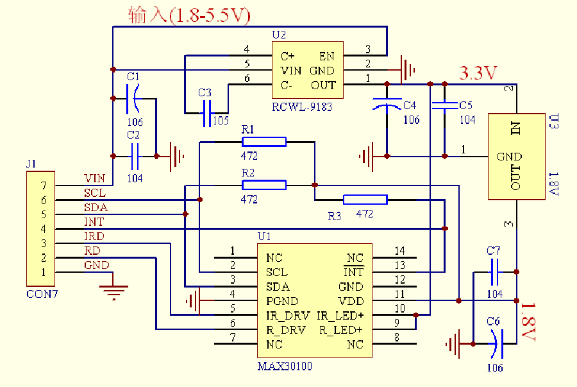 输入(1.8-5.5V)
U2
4 C+ EN 3
5 VIN GND 2
6 C- OUT 1
RCWL-9183
C3
105
3.3V
C1
106
C2
104
C4
106
C5
104
2
U3
IN
1 GND
OUT
1.8V
3
R1
472
R2
472
R3
472
J1
7 VIN
6 SCL
5 SDA
4 INT
3 IRD
2 RD
1 GND
CON7
U1
1 NC NC 14
2 SCL INT 13
3 SDA GND 12
4 PGND VDD 11
5 IR_DRV IR_LED+ 10
6 R_DRV R_LED+ 9
7 NC NC 8
MAX30100
C7
104
C6
106
1.8V